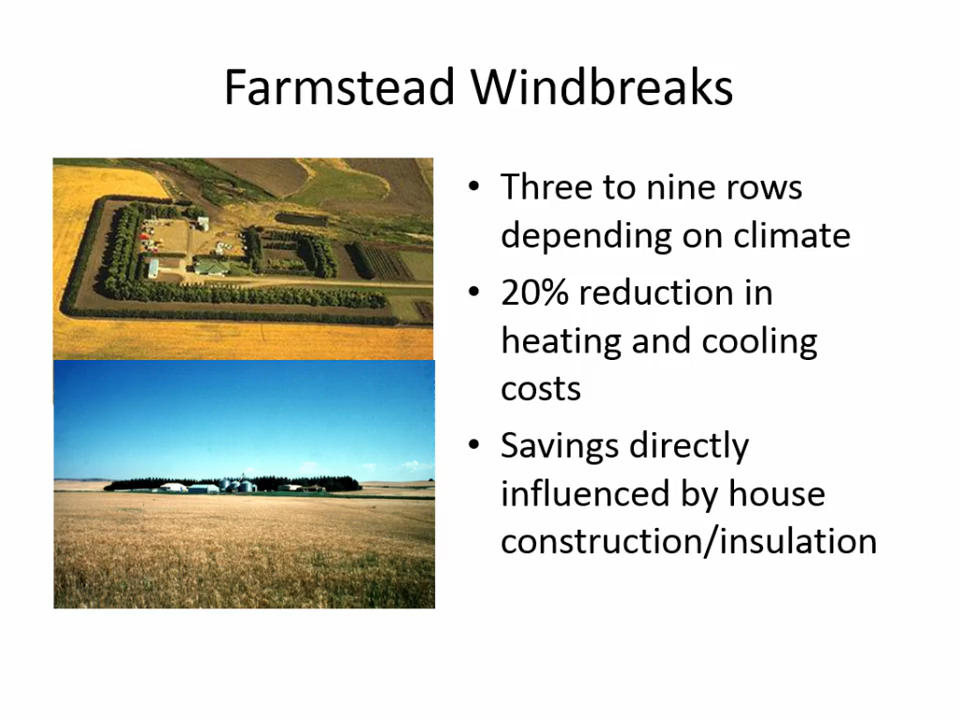 Farmstead Windbreaks
• Three to nine rows
depending on climate
• 20% reduction in
heating and cooling
costs
• Savings directly
influenced by house
construction/insulation